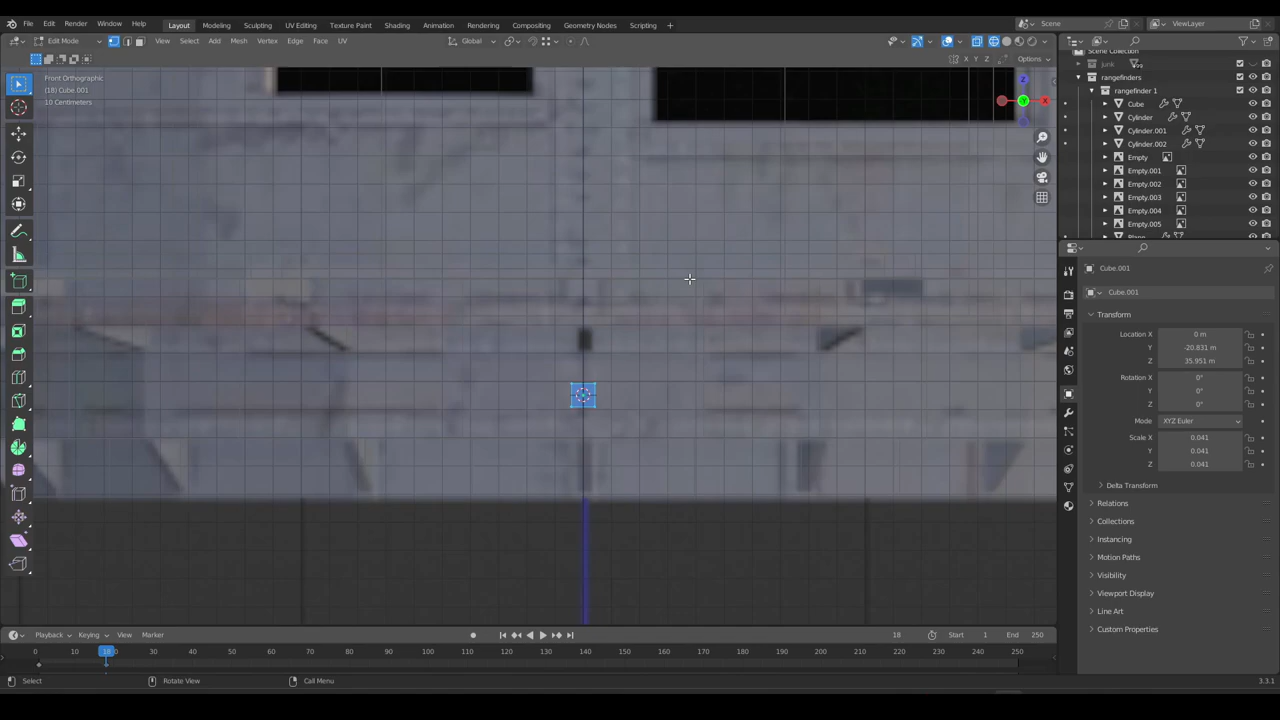 File Edit Render Window Help Layout Modeling Sculpting UV Editing Texture Paint Shading Animation Rendering Compositing Geometry Nodes Scripting + Scene ViewLayer
Edit Mode View Select Add Mesh Vertex Edge Face UV Global
X Y Z Options
Scene Collection
junk
rangefinders
rangefinder 1
Cube
Cylinder
Cylinder.001
Cylinder.002
Empty
Empty.001
Empty.002
Empty.003
Empty.004
Empty.005
Front Orthographic
(18) Cube.001
10 Centimeters
Z
Y
X
Cube.001
Cube.001
Transform
Location X 0 m
Y -20.831 m
Z 35.951 m
Rotation X 0°
Y 0°
Z 0°
Mode XYZ Euler
Scale X 0.041
Y 0.041
Z 0.041
Delta Transform
Relations
Collections
Instancing
Motion Paths
Visibility
Viewport Display
Line Art
Custom Properties
Playback Keying View Marker 18 Start 1 End 250
0 10 18 30 40 50 60 70 80 90 100 110 120 130 140 150 160 170 180 190 200 210 220 230 240 250
Select Rotate View Call Menu 3.3.1